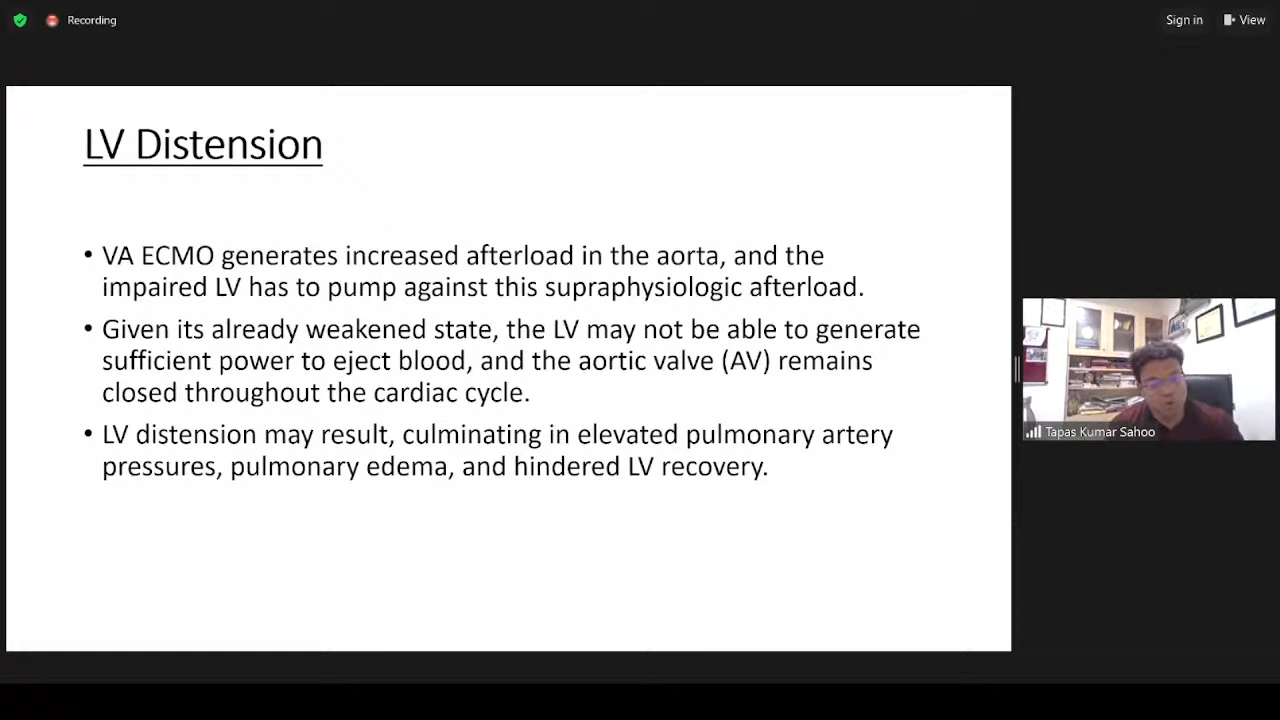 Recording
Sign in
View
LV Distension
• VA ECMO generates increased afterload in the aorta, and the
impaired LV has to pump against this supraphysiologic afterload.
• Given its already weakened state, the LV may not be able to generate
sufficient power to eject blood, and the aortic valve (AV) remains
closed throughout the cardiac cycle.
• LV distension may result, culminating in elevated pulmonary artery
pressures, pulmonary edema, and hindered LV recovery.
Tapas Kumar Sahoo